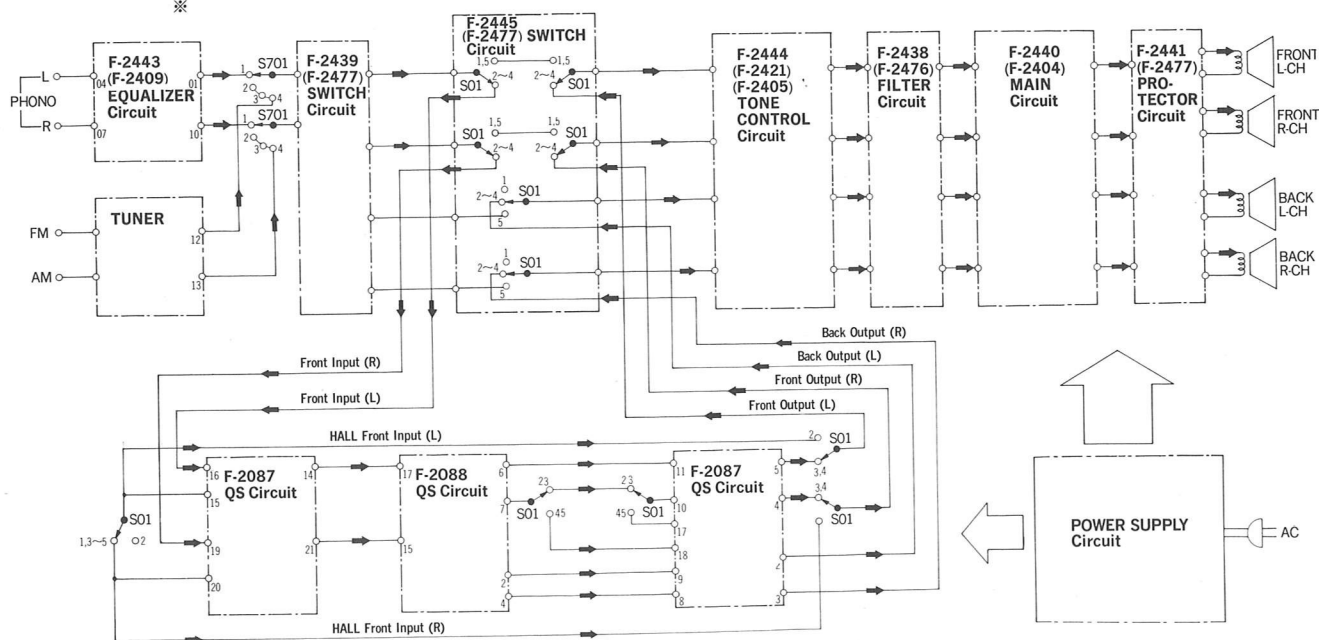 ※
F-2443
(F-2409)
EQUALIZER
Circuit
L
PHONO
R
04
07
01
10
1
S701
2
3
4
1
S701
2
3
4
TUNER
FM
AM
12
13
F-2439
(F-2477)
SWITCH
Circuit
F-2445
(F-2477) SWITCH
Circuit
1,5
1,5
2~4
2~4
S01
S01
1,5
1,5
S01
S01
2~4
2~4
1
2~4
S01
5
1
2~4
S01
5
F-2444
(F-2421)
(F-2405)
TONE
CONTROL
Circuit
F-2438
(F-2476)
FILTER
Circuit
F-2440
(F-2404)
MAIN
Circuit
F-2441
(F-2477)
PRO-
TECTOR
Circuit
FRONT
L-CH
FRONT
R-CH
BACK
L-CH
BACK
R-CH
Front Input (R)
Front Input (L)
HALL Front Input (L)
Back Output (R)
Back Output (L)
Front Output (R)
Front Output (L)
S01
1,3~5
2
16
15
19
20
F-2087
QS Circuit
14
21
17
15
F-2088
QS Circuit
6
7
2
4
S01
23
45
23
S01
45
11
10
17
18
9
8
F-2087
QS Circuit
5
4
2
3
2
S01
3,4
3,4
S01
HALL Front Input (R)
POWER SUPPLY
Circuit
AC